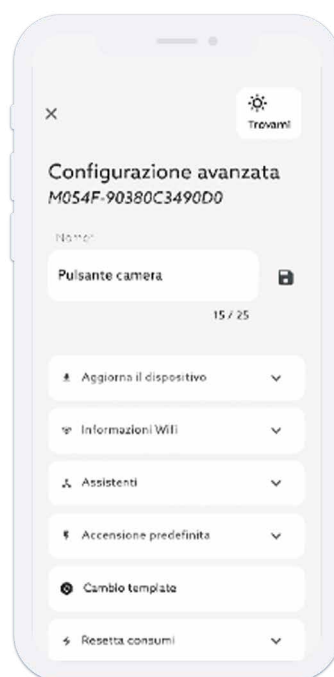 Trovami
Configurazione avanzata
M054F-90380C3490D0
Nome:
Pulsante camera
15 / 25
Aggiorna il dispositivo
Informazioni Wifi
Assistenti
Accensione predefinita
Cambio template
Resetta consumi